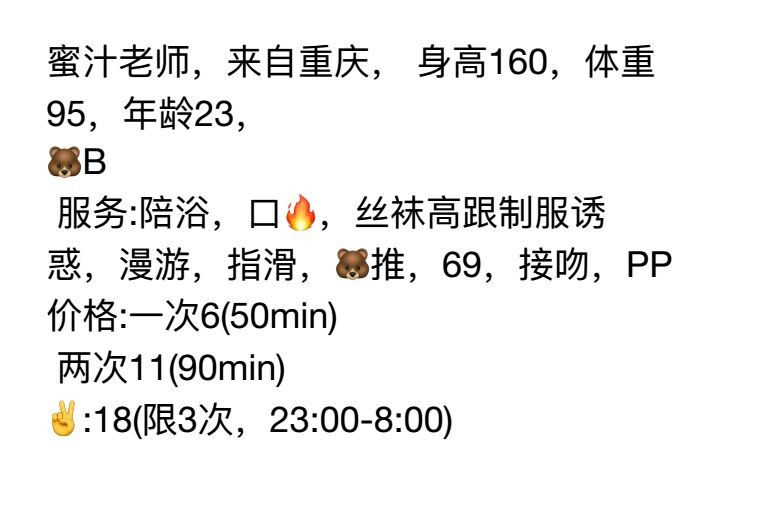 蜜汁老师，来自重庆， 身高160，体重
95，年龄23，
🐻B
服务:陪浴，口🔥，丝袜高跟制服诱
惑，漫游，指滑，🐻推，69，接吻，PP
价格:一次6(50min)
两次11(90min)
✌️:18(限3次，23:00-8:00)